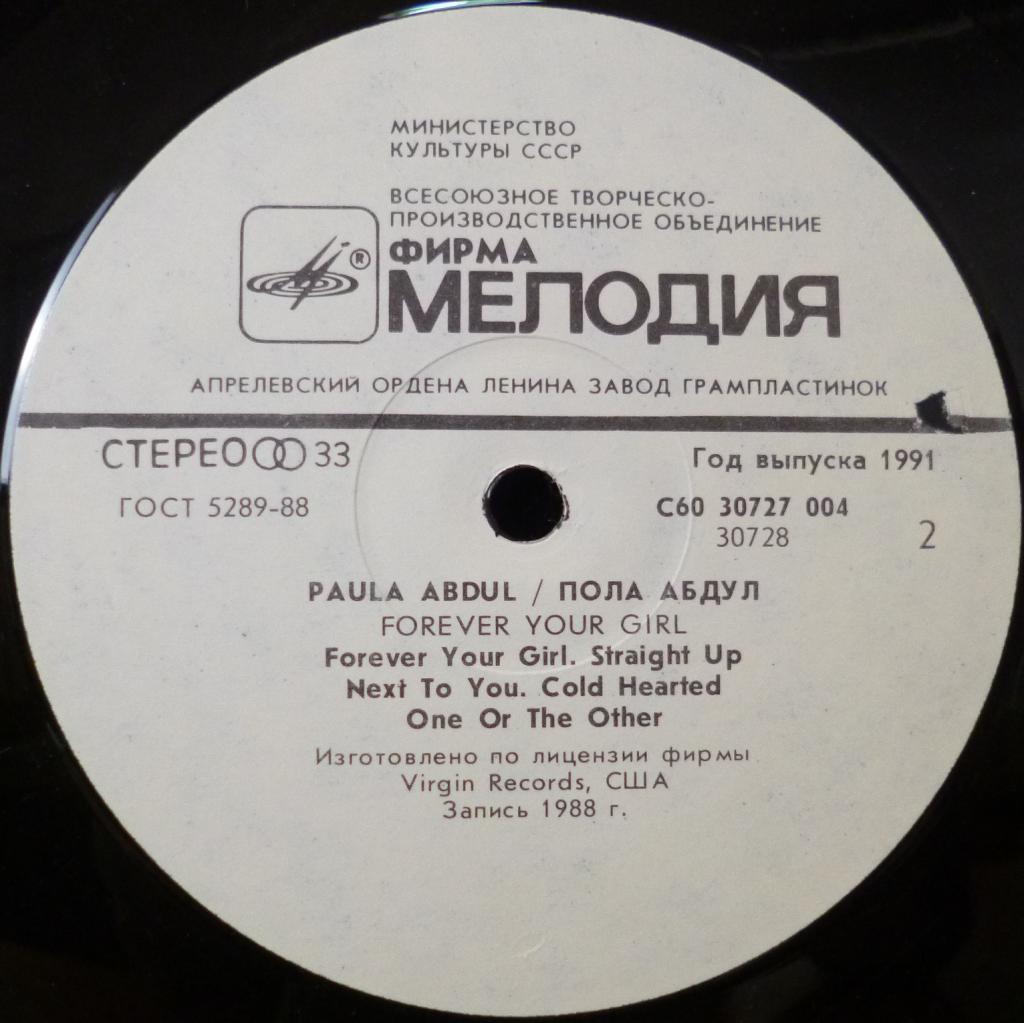 МИНИСТЕРСТВО
КУЛЬТУРЫ СССР
ВСЕСОЮЗНОЕ ТВОРЧЕСКО-
ПРОИЗВОДСТВЕННОЕ ОБЪЕДИНЕНИЕ
ФИРМА
®
МЕЛОДИЯ
АПРЕЛЕВСКИЙ ОРДЕНА ЛЕНИНА ЗАВОД ГРАМПЛАСТИНОК
СТЕРЕО 33
Год выпуска 1991
ГОСТ 5289-88
С60 30727 004
30728
2
PAULA ABDUL / ПОЛА АБДУЛ
FOREVER YOUR GIRL
Forever Your Girl. Straight Up
Next To You. Cold Hearted
One Or The Other
Изготовлено по лицензии фирмы
Virgin Records, США
Запись 1988 г.